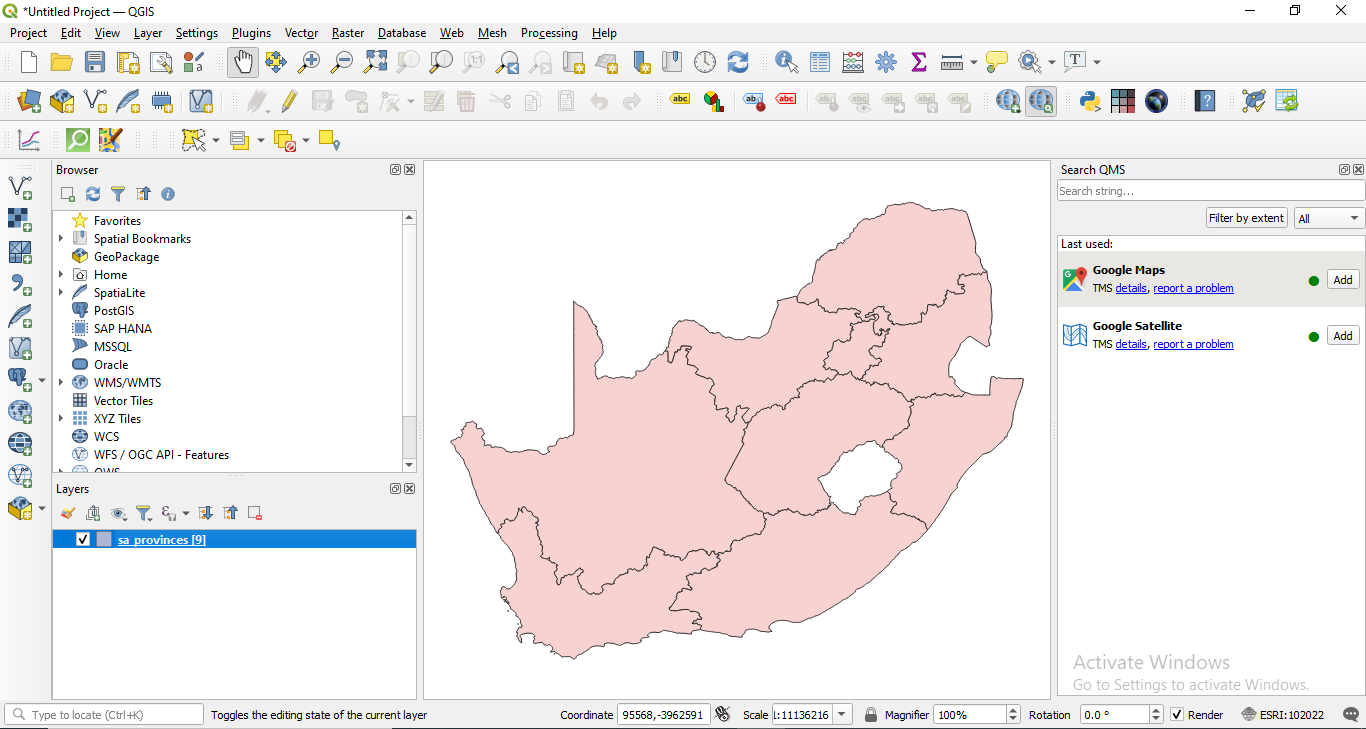 *Untitled Project — QGIS
Project Edit View Layer Settings Plugins Vector Raster Database Web Mesh Processing Help
Browser
Favorites
Spatial Bookmarks
GeoPackage
Home
SpatiaLite
PostGIS
SAP HANA
MSSQL
Oracle
WMS/WMTS
Vector Tiles
XYZ Tiles
WCS
WFS / OGC API - Features
OWS
Layers
sa_provinces [9]
Search QMS
Search string...
Filter by extent All
Last used:
Google Maps
TMS details, report a problem
Add
Google Satellite
TMS details, report a problem
Add
Activate Windows
Go to Settings to activate Windows.
Type to locate (Ctrl+K) Toggles the editing state of the current layer Coordinate 95568,-3962591 Scale 1:11136216 Magnifier 100% Rotation 0.0 ° Render ESRI:102022